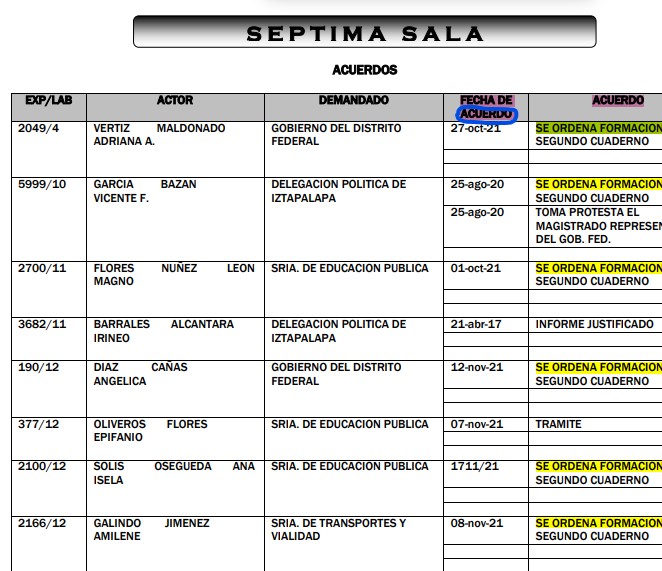 SEPTIMA SALA
ACUERDOS
EXP/LAB ACTOR DEMANDADO FECHA DE ACUERDO
ACUERDO
2049/4 VERTIZ MALDONADO GOBIERNO DEL DISTRITO 27-oct-21 SE ORDENA FORMACION
ADRIANA A. FEDERAL SEGUNDO CUADERNO
5999/10 GARCIA BAZAN DELEGACION POLITICA DE 25-ago-20 SE ORDENA FORMACION
VICENTE F. IZTAPALAPA SEGUNDO CUADERNO
25-ago-20 TOMA PROTESTA EL
MAGISTRADO REPRESEN
DEL GOB. FED.
2700/11 FLORES NUÑEZ LEON SRIA. DE EDUCACION PUBLICA 01-oct-21 SE ORDENA FORMACION
MAGNO SEGUNDO CUADERNO
3682/11 BARRALES ALCANTARA DELEGACION POLITICA DE 21-abr-17 INFORME JUSTIFICADO
IRINEO IZTAPALAPA
190/12 DIAZ CAÑAS GOBIERNO DEL DISTRITO 12-nov-21 SE ORDENA FORMACION
ANGELICA FEDERAL SEGUNDO CUADERNO
377/12 OLIVEROS FLORES SRIA. DE EDUCACION PUBLICA 07-nov-21 TRAMITE
EPIFANIO
2100/12 SOLIS OSEGUEDA ANA SRIA. DE EDUCACION PUBLICA 1711/21 SE ORDENA FORMACION
ISELA SEGUNDO CUADERNO
2166/12 GALINDO JIMENEZ SRIA. DE TRANSPORTES Y 08-nov-21 SE ORDENA FORMACION
AMILENE VIALIDAD SEGUNDO CUADERNO